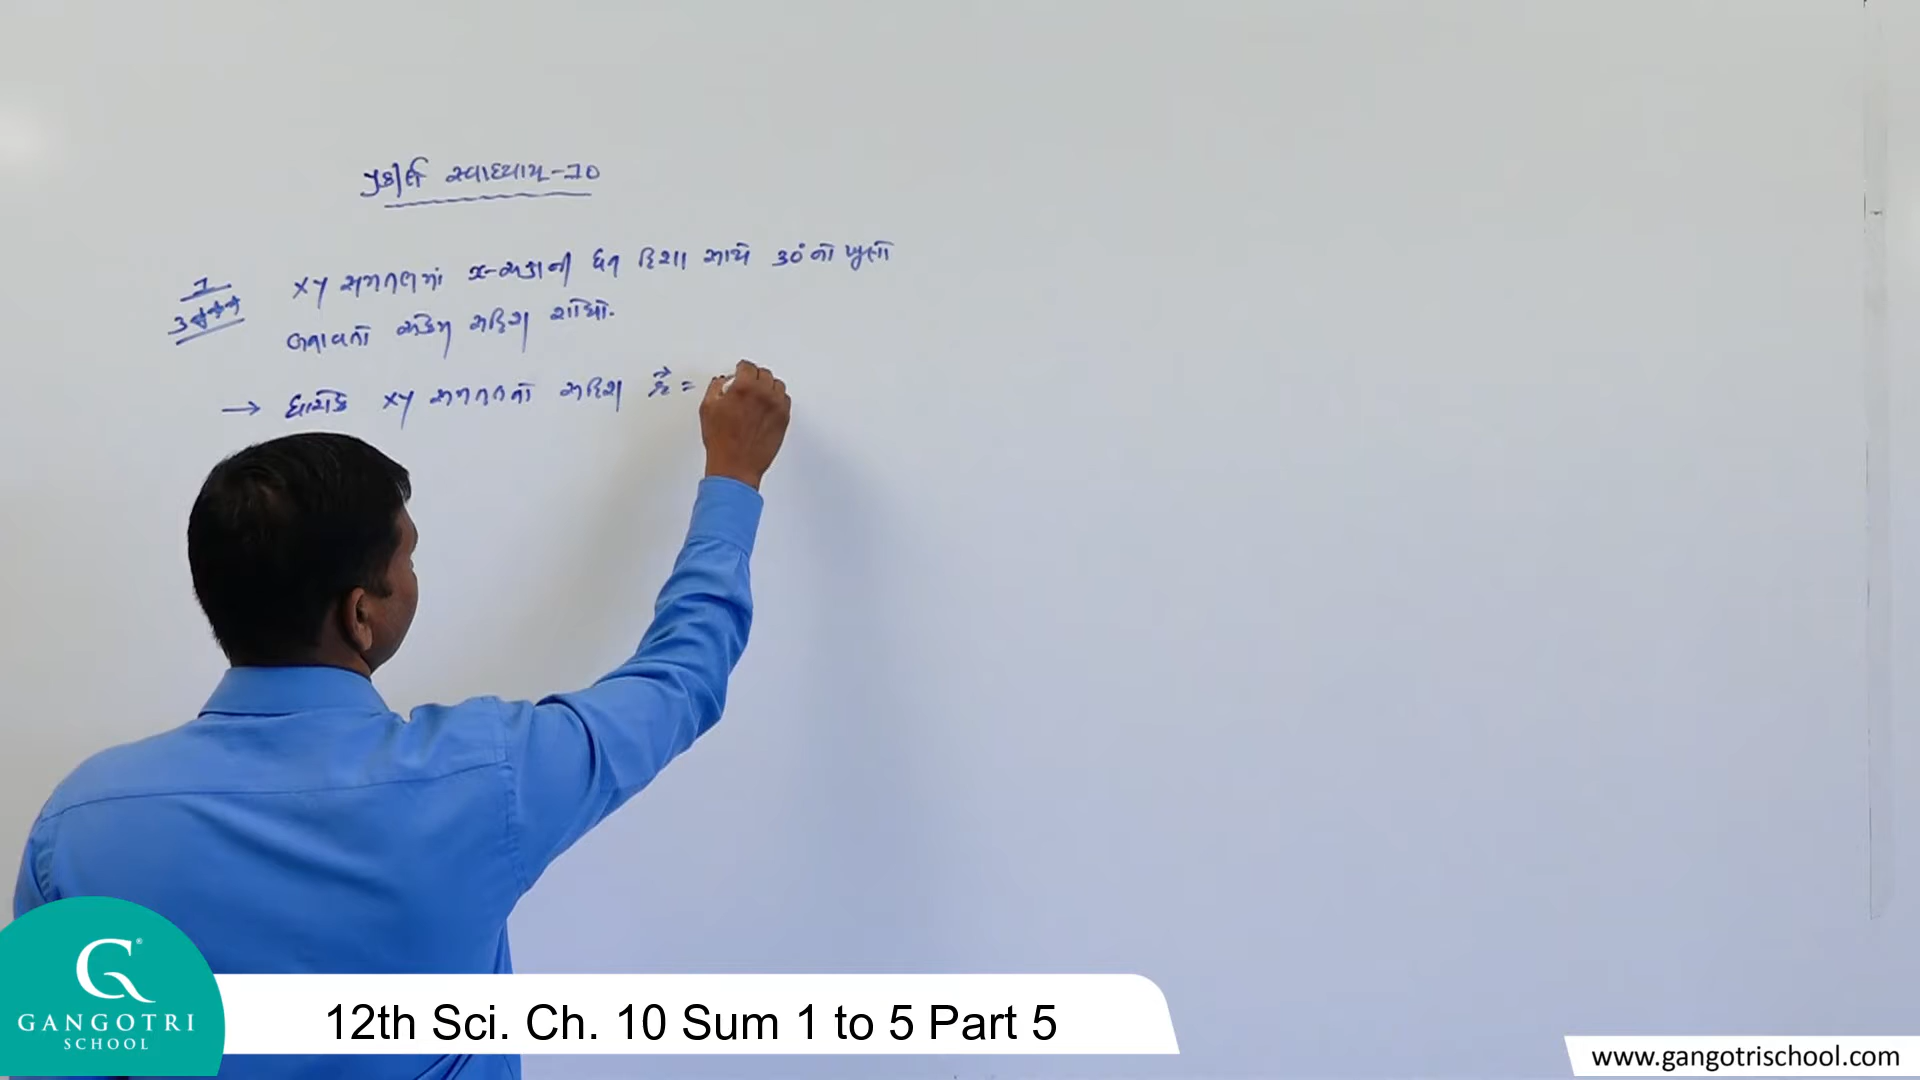 પ્રકીર્ણ સ્વાધ્યાય-10
1
XY સમતલમાં x-અક્ષની ધન દિશા સાથે 30° નો ખૂણો
બનાવતો એકમ સદિશ શોધો.
→ ધારોકે XY સમતલનો સદિશ r⃗ =
GANGOTRI
SCHOOL
12th Sci. Ch. 10 Sum 1 to 5 Part 5
www.gangotrischool.com